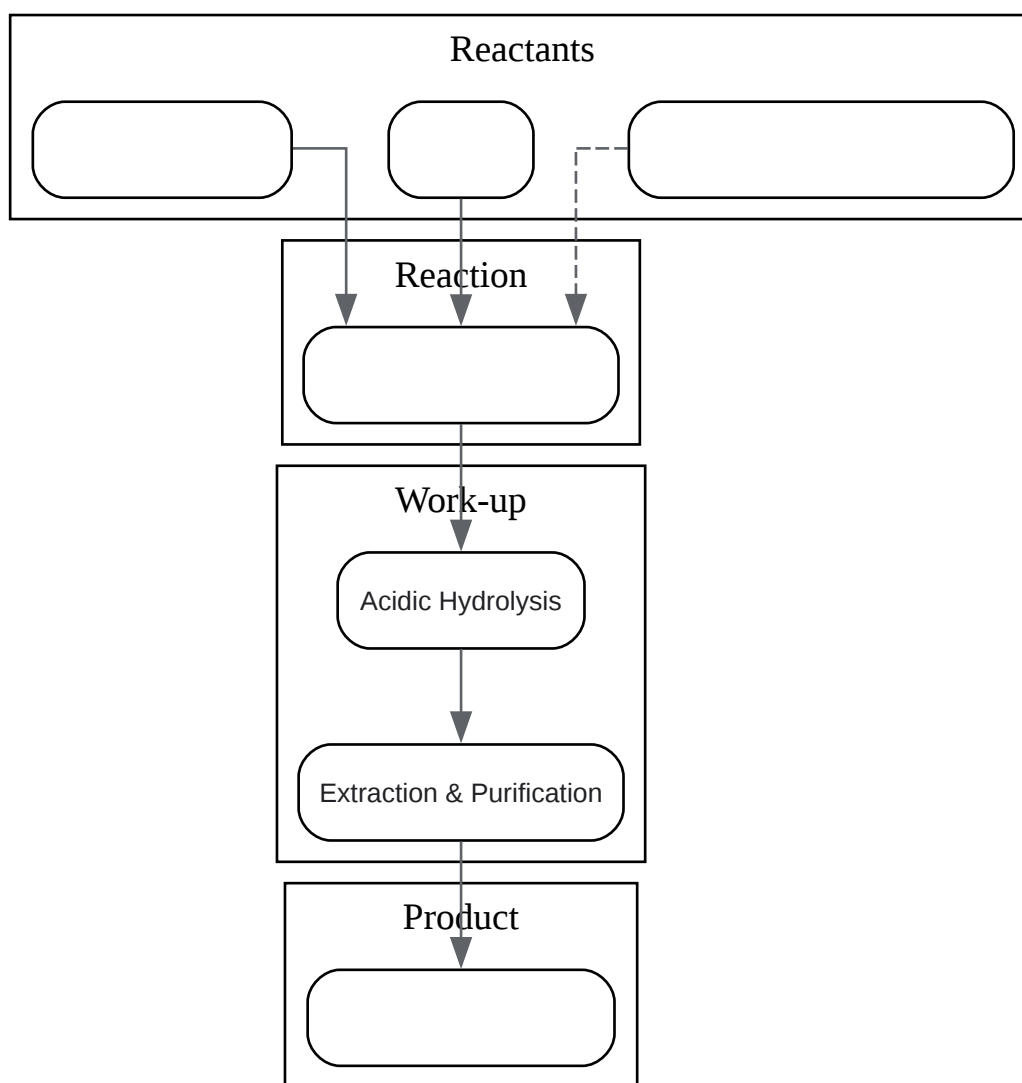 Reactants
Reaction
Work-up
Acidic Hydrolysis
Extraction & Purification
Product